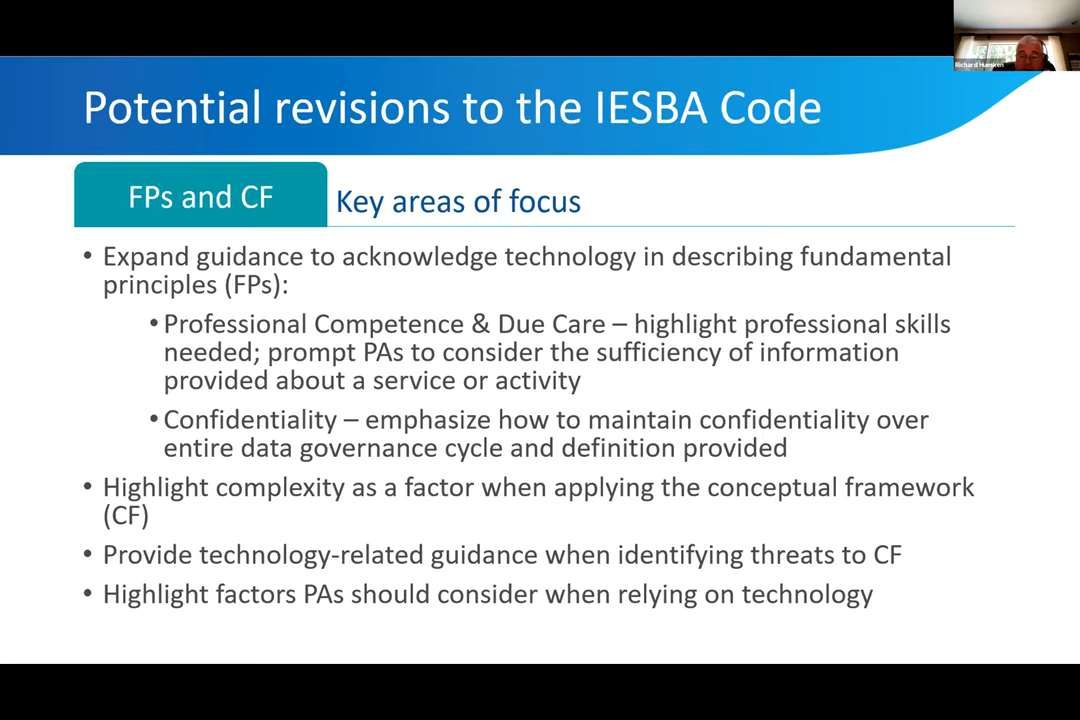 Richard Huesken
Potential revisions to the IESBA Code
FPs and CF
Key areas of focus
• Expand guidance to acknowledge technology in describing fundamental
principles (FPs):
• Professional Competence & Due Care – highlight professional skills
needed; prompt PAs to consider the sufficiency of information
provided about a service or activity
• Confidentiality – emphasize how to maintain confidentiality over
entire data governance cycle and definition provided
• Highlight complexity as a factor when applying the conceptual framework
(CF)
• Provide technology-related guidance when identifying threats to CF
• Highlight factors PAs should consider when relying on technology